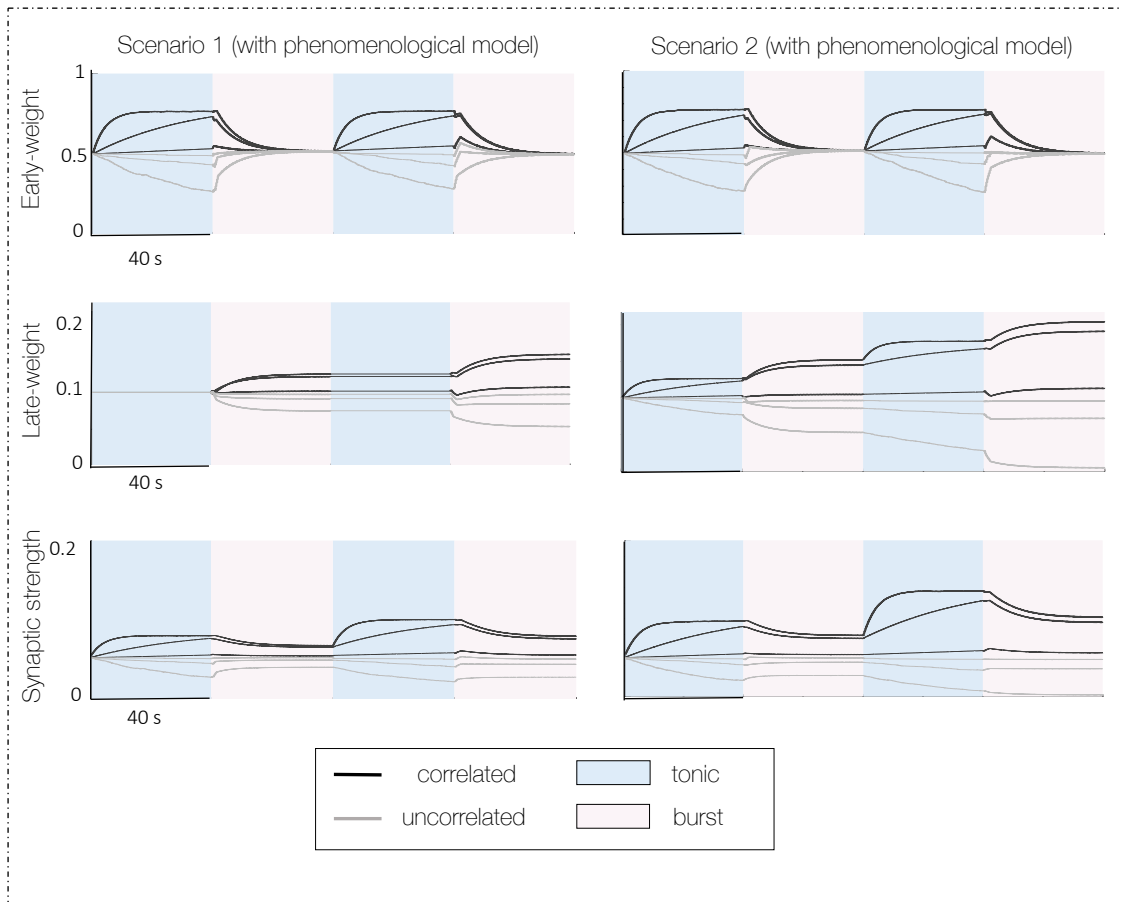 Scenario 1 (with phenomenological model)
Scenario 2 (with phenomenological model)
Early-weight
1
0.5
0
40 s
Late-weight
0.2
0.1
0
40 s
Synaptic strength
0.2
0
40 s
correlated
tonic
uncorrelated
burst